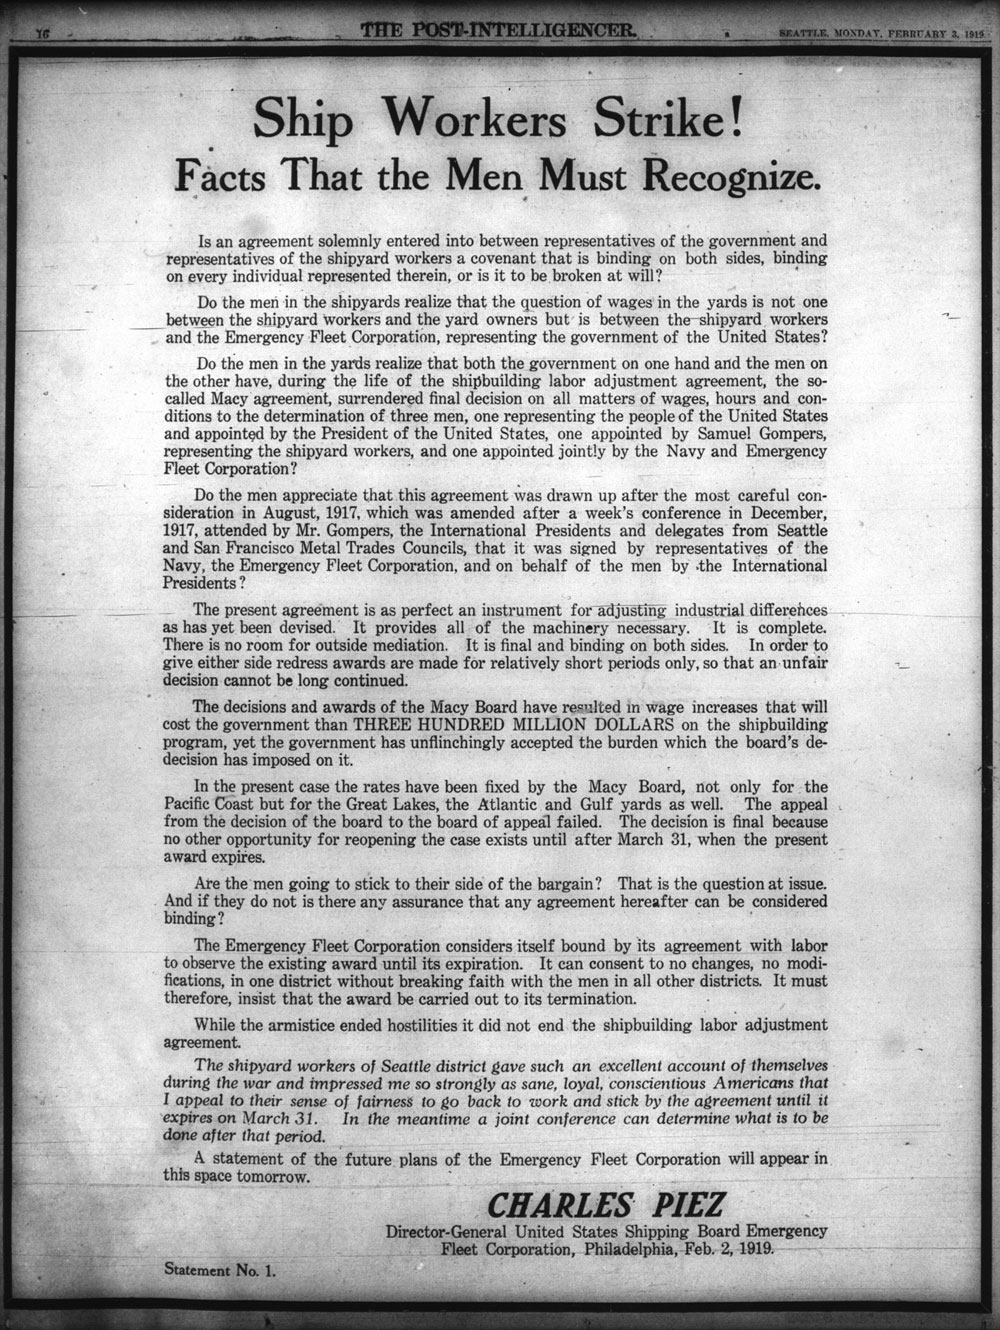 16
THE POST-INTELLIGENCER.
SEATTLE, MONDAY, FEBRUARY 3, 1919.
Ship Workers Strike!
Facts That the Men Must Recognize.
Is an agreement solemnly entered into between representatives of the government and
representatives of the shipyard workers a covenant that is binding on both sides, binding
on every individual represented therein, or is it to be broken at will?
Do the men in the shipyards realize that the question of wages in the yards is not one
between the shipyard workers and the yard owners but is between the shipyard workers
and the Emergency Fleet Corporation, representing the government of the United States?
Do the men in the yards realize that both the government on one hand and the men on
the other have, during the life of the shipbuilding labor adjustment agreement, the so-
called Macy agreement, surrendered final decision on all matters of wages, hours and con-
ditions to the determination of three men, one representing the people of the United States
and appointed by the President of the United States, one appointed by Samuel Gompers,
representing the shipyard workers, and one appointed jointly by the Navy and Emergency
Fleet Corporation?
Do the men appreciate that this agreement was drawn up after the most careful con-
sideration in August, 1917, which was amended after a week's conference in December,
1917, attended by Mr. Gompers, the International Presidents and delegates from Seattle
and San Francisco Metal Trades Councils, that it was signed by representatives of the
Navy, the Emergency Fleet Corporation, and on behalf of the men by the International
Presidents?
The present agreement is as perfect an instrument for adjusting industrial differences
as has yet been devised. It provides all of the machinery necessary. It is complete.
There is no room for outside mediation. It is final and binding on both sides. In order to
give either side redress awards are made for relatively short periods only, so that an unfair
decision cannot be long continued.
The decisions and awards of the Macy Board have resulted in wage increases that will
cost the government than THREE HUNDRED MILLION DOLLARS on the shipbuilding
program, yet the government has unflinchingly accepted the burden which the board's de-
decision has imposed on it.
In the present case the rates have been fixed by the Macy Board, not only for the
Pacific Coast but for the Great Lakes, the Atlantic and Gulf yards as well. The appeal
from the decision of the board to the board of appeal failed. The decision is final because
no other opportunity for reopening the case exists until after March 31, when the present
award expires.
Are the men going to stick to their side of the bargain? That is the question at issue.
And if they do not is there any assurance that any agreement hereafter can be considered
binding?
The Emergency Fleet Corporation considers itself bound by its agreement with labor
to observe the existing award until its expiration. It can consent to no changes, no modi-
fications, in one district without breaking faith with the men in all other districts. It must
therefore, insist that the award be carried out to its termination.
While the armistice ended hostilities it did not end the shipbuilding labor adjustment
agreement.
The shipyard workers of Seattle district gave such an excellent account of themselves
during the war and impressed me so strongly as sane, loyal, conscientious Americans that
I appeal to their sense of fairness to go back to work and stick by the agreement until it
expires on March 31. In the meantime a joint conference can determine what is to be
done after that period.
A statement of the future plans of the Emergency Fleet Corporation will appear in
this space tomorrow.
CHARLES PIEZ
Director-General United States Shipping Board Emergency
Fleet Corporation, Philadelphia, Feb. 2, 1919.
Statement No. 1.